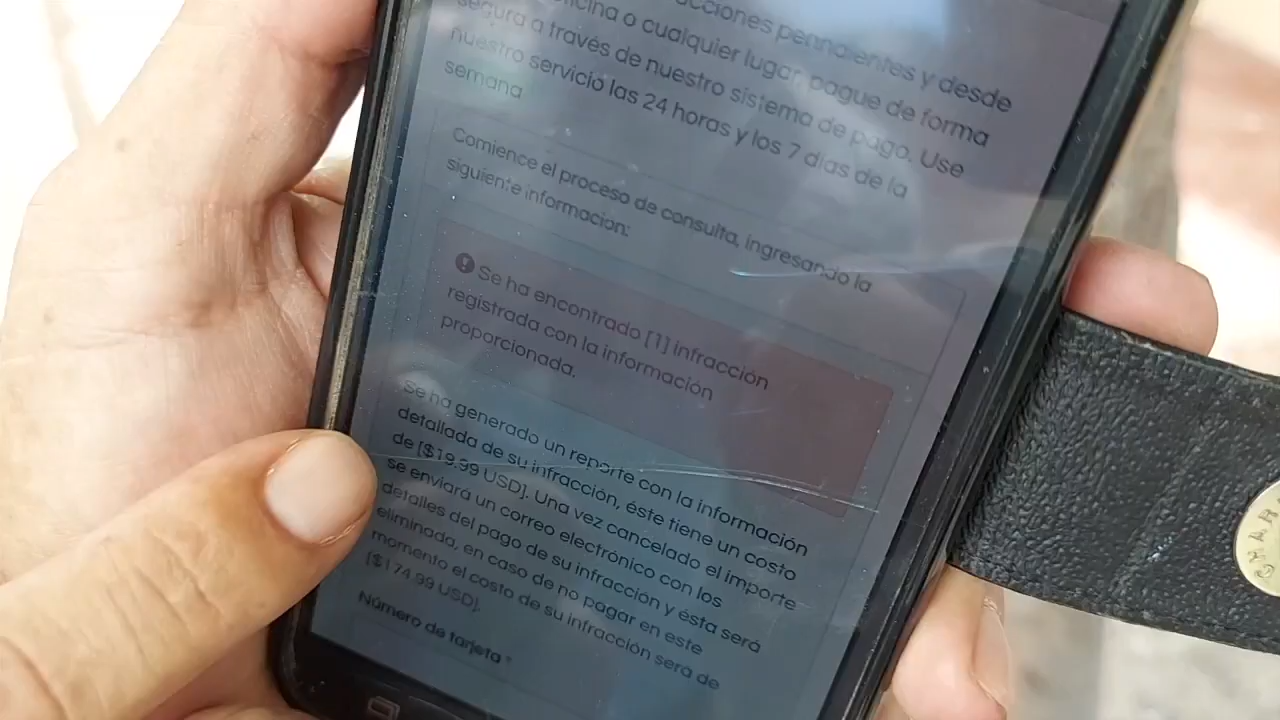 acciones pendientes y desde
oficina o cualquier lugar, pague de forma
segura a través de nuestro sistema de pago. Use
nuestro servicio las 24 horas y los 7 días de la
semana
Comience el proceso de consulta, ingresando la
siguiente informacion:
Se ha encontrado [1] infracción
registrada con la información
proporcionada.
Se ha generado un reporte con la información
detallada de su infracción, éste tiene un costo
de [$19.99 USD]. Una vez cancelado el importe
se enviará un correo electrónico con los
detalles del pago de su infracción y ésta será
eliminada, en caso de no pagar en este
momento el costo de su infracción será de
[$174.99 USD].
Número de tarjeta *